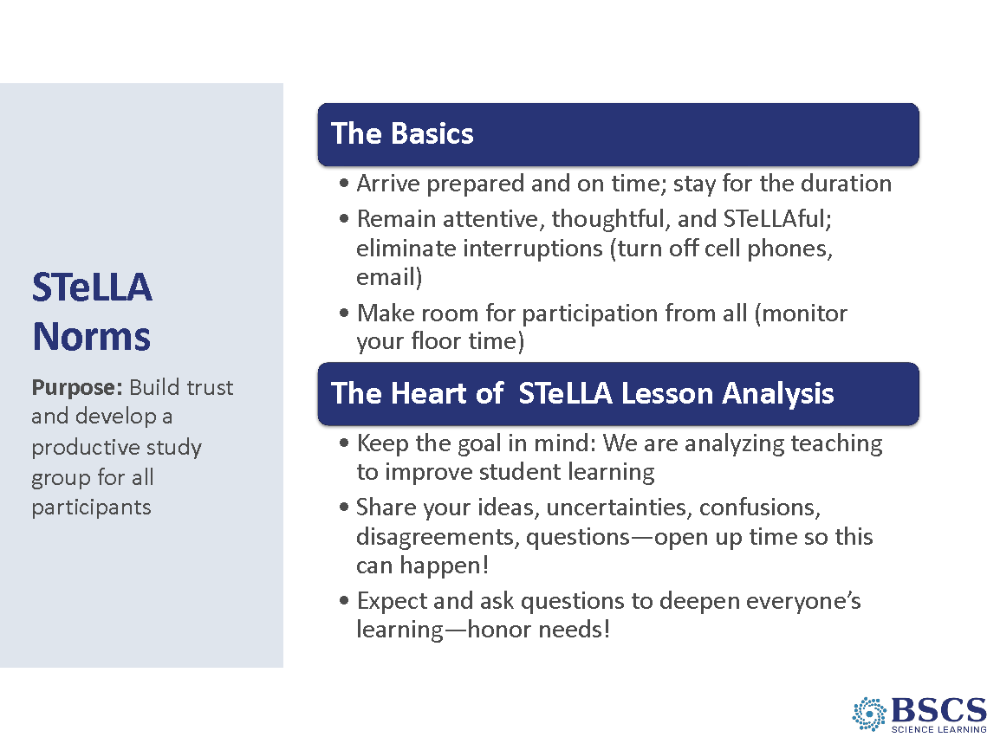 STeLLA
Norms
Purpose: Build trust
and develop a
productive study
group for all
participants
The Basics
• Arrive prepared and on time; stay for the duration
• Remain attentive, thoughtful, and STeLLAful;
eliminate interruptions (turn off cell phones,
email)
• Make room for participation from all (monitor
your floor time)
The Heart of  STeLLA Lesson Analysis
• Keep the goal in mind: We are analyzing teaching
to improve student learning
• Share your ideas, uncertainties, confusions,
disagreements, questions—open up time so this
can happen!
• Expect and ask questions to deepen everyone’s
learning—honor needs!
BSCS
SCIENCE LEARNING